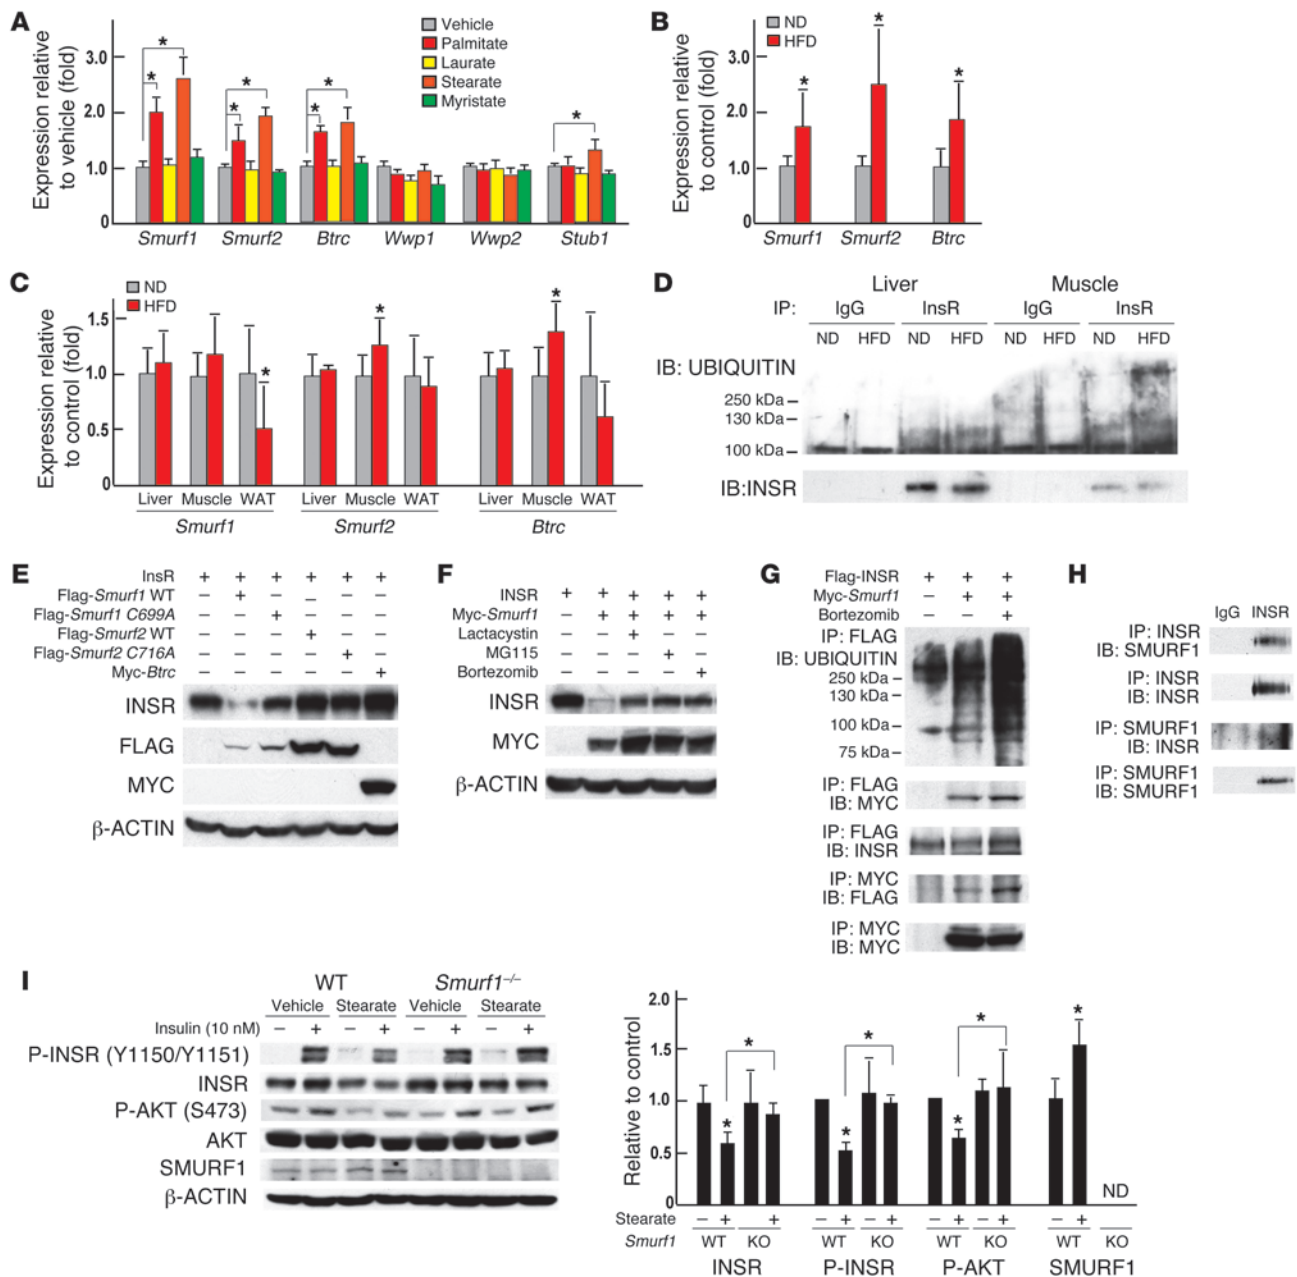 A
Expression relative
to vehicle (fold)
3.0
2.0
1.0
0
* * * * * * *
Vehicle
Palmitate
Laurate
Stearate
Myristate
Smurf1 Smurf2 Btrc Wwp1 Wwp2 Stub1
B
Expression relative
to control (fold)
3.0
2.0
1.0
0
ND
HFD
* * *
Smurf1 Smurf2 Btrc
C
Expression relative
to control (fold)
1.5
1.0
0.5
0
ND
HFD
* * *
Liver Muscle WAT Liver Muscle WAT Liver Muscle WAT
Smurf1 Smurf2 Btrc
D
Liver Muscle
IP: IgG InsR IgG InsR
ND HFD ND HFD ND HFD ND HFD
IB: UBIQUITIN
250 kDa –
130 kDa –
100 kDa –
IB:INSR
E
InsR + + + + + +
Flag-Smurf1 WT – + – – – –
Flag-Smurf1 C699A – – + – – –
Flag-Smurf2 WT – – – + – –
Flag-Smurf2 C716A – – – – + –
Myc-Btrc – – – – – +
INSR
FLAG
MYC
β-ACTIN
F
INSR + + + + +
Myc-Smurf1 – + + + +
Lactacystin – – + – –
MG115 – – – + –
Bortezomib – – – – +
INSR
MYC
β-ACTIN
G
Flag-INSR + + +
Myc-Smurf1 – + +
Bortezomib – – +
IP: FLAG
IB: UBIQUITIN
250 kDa –
130 kDa –
100 kDa –
75 kDa –
IP: FLAG
IB: MYC
IP: FLAG
IB: INSR
IP: MYC
IB: FLAG
IP: MYC
IB: MYC
H
IgG INSR
IP: INSR
IB: SMURF1
IP: INSR
IB: INSR
IP: SMURF1
IB: INSR
IP: SMURF1
IB: SMURF1
I
WT Smurf1–/–
Vehicle Stearate Vehicle Stearate
Insulin (10 nM) – + – + – + – +
P-INSR (Y1150/Y1151)
INSR
P-AKT (S473)
AKT
SMURF1
β-ACTIN
Relative to control
2.0
1.5
1.0
0.5
0
* * * * * * *
ND
Stearate – + – + – + – + – + – + – +
Smurf1 WT KO WT KO WT KO WT KO
INSR P-INSR P-AKT SMURF1